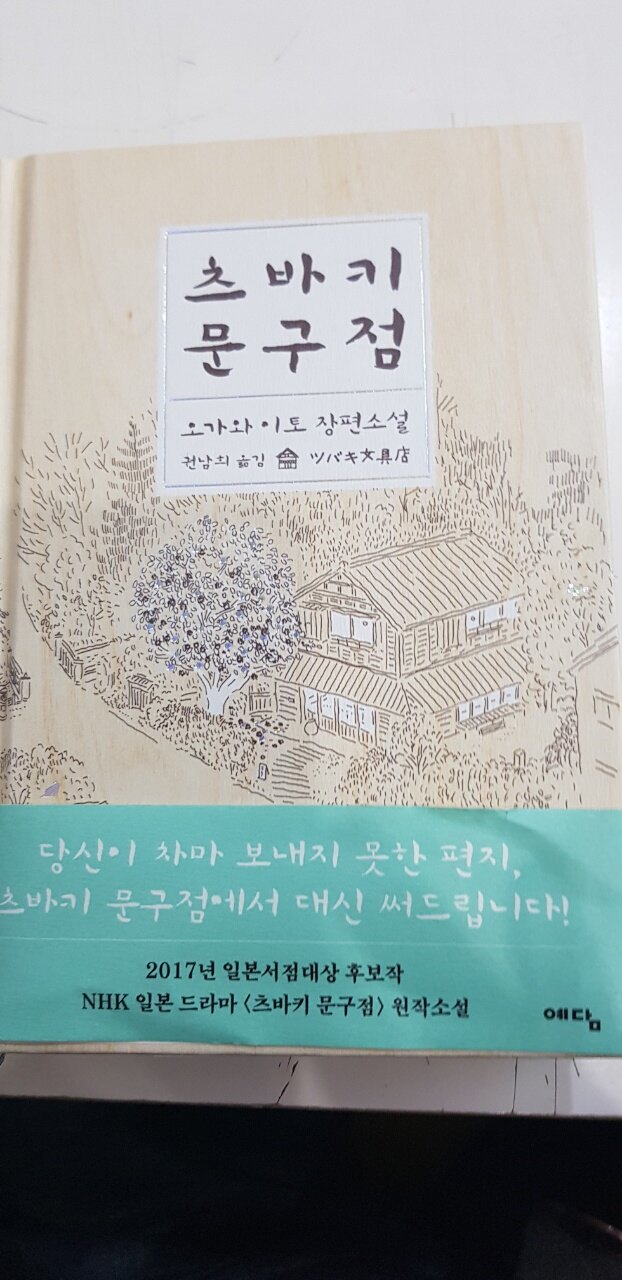 츠바키
문구점
오가와 이토 장편소설
권남희 옮김 ツバキ文具店
당신이 차마 보내지 못한 편지,
츠바키 문구점에서 대신 써드립니다!
2017년 일본서점대상 후보작
NHK 일본 드라마 〈츠바키 문구점〉 원작소설
예담